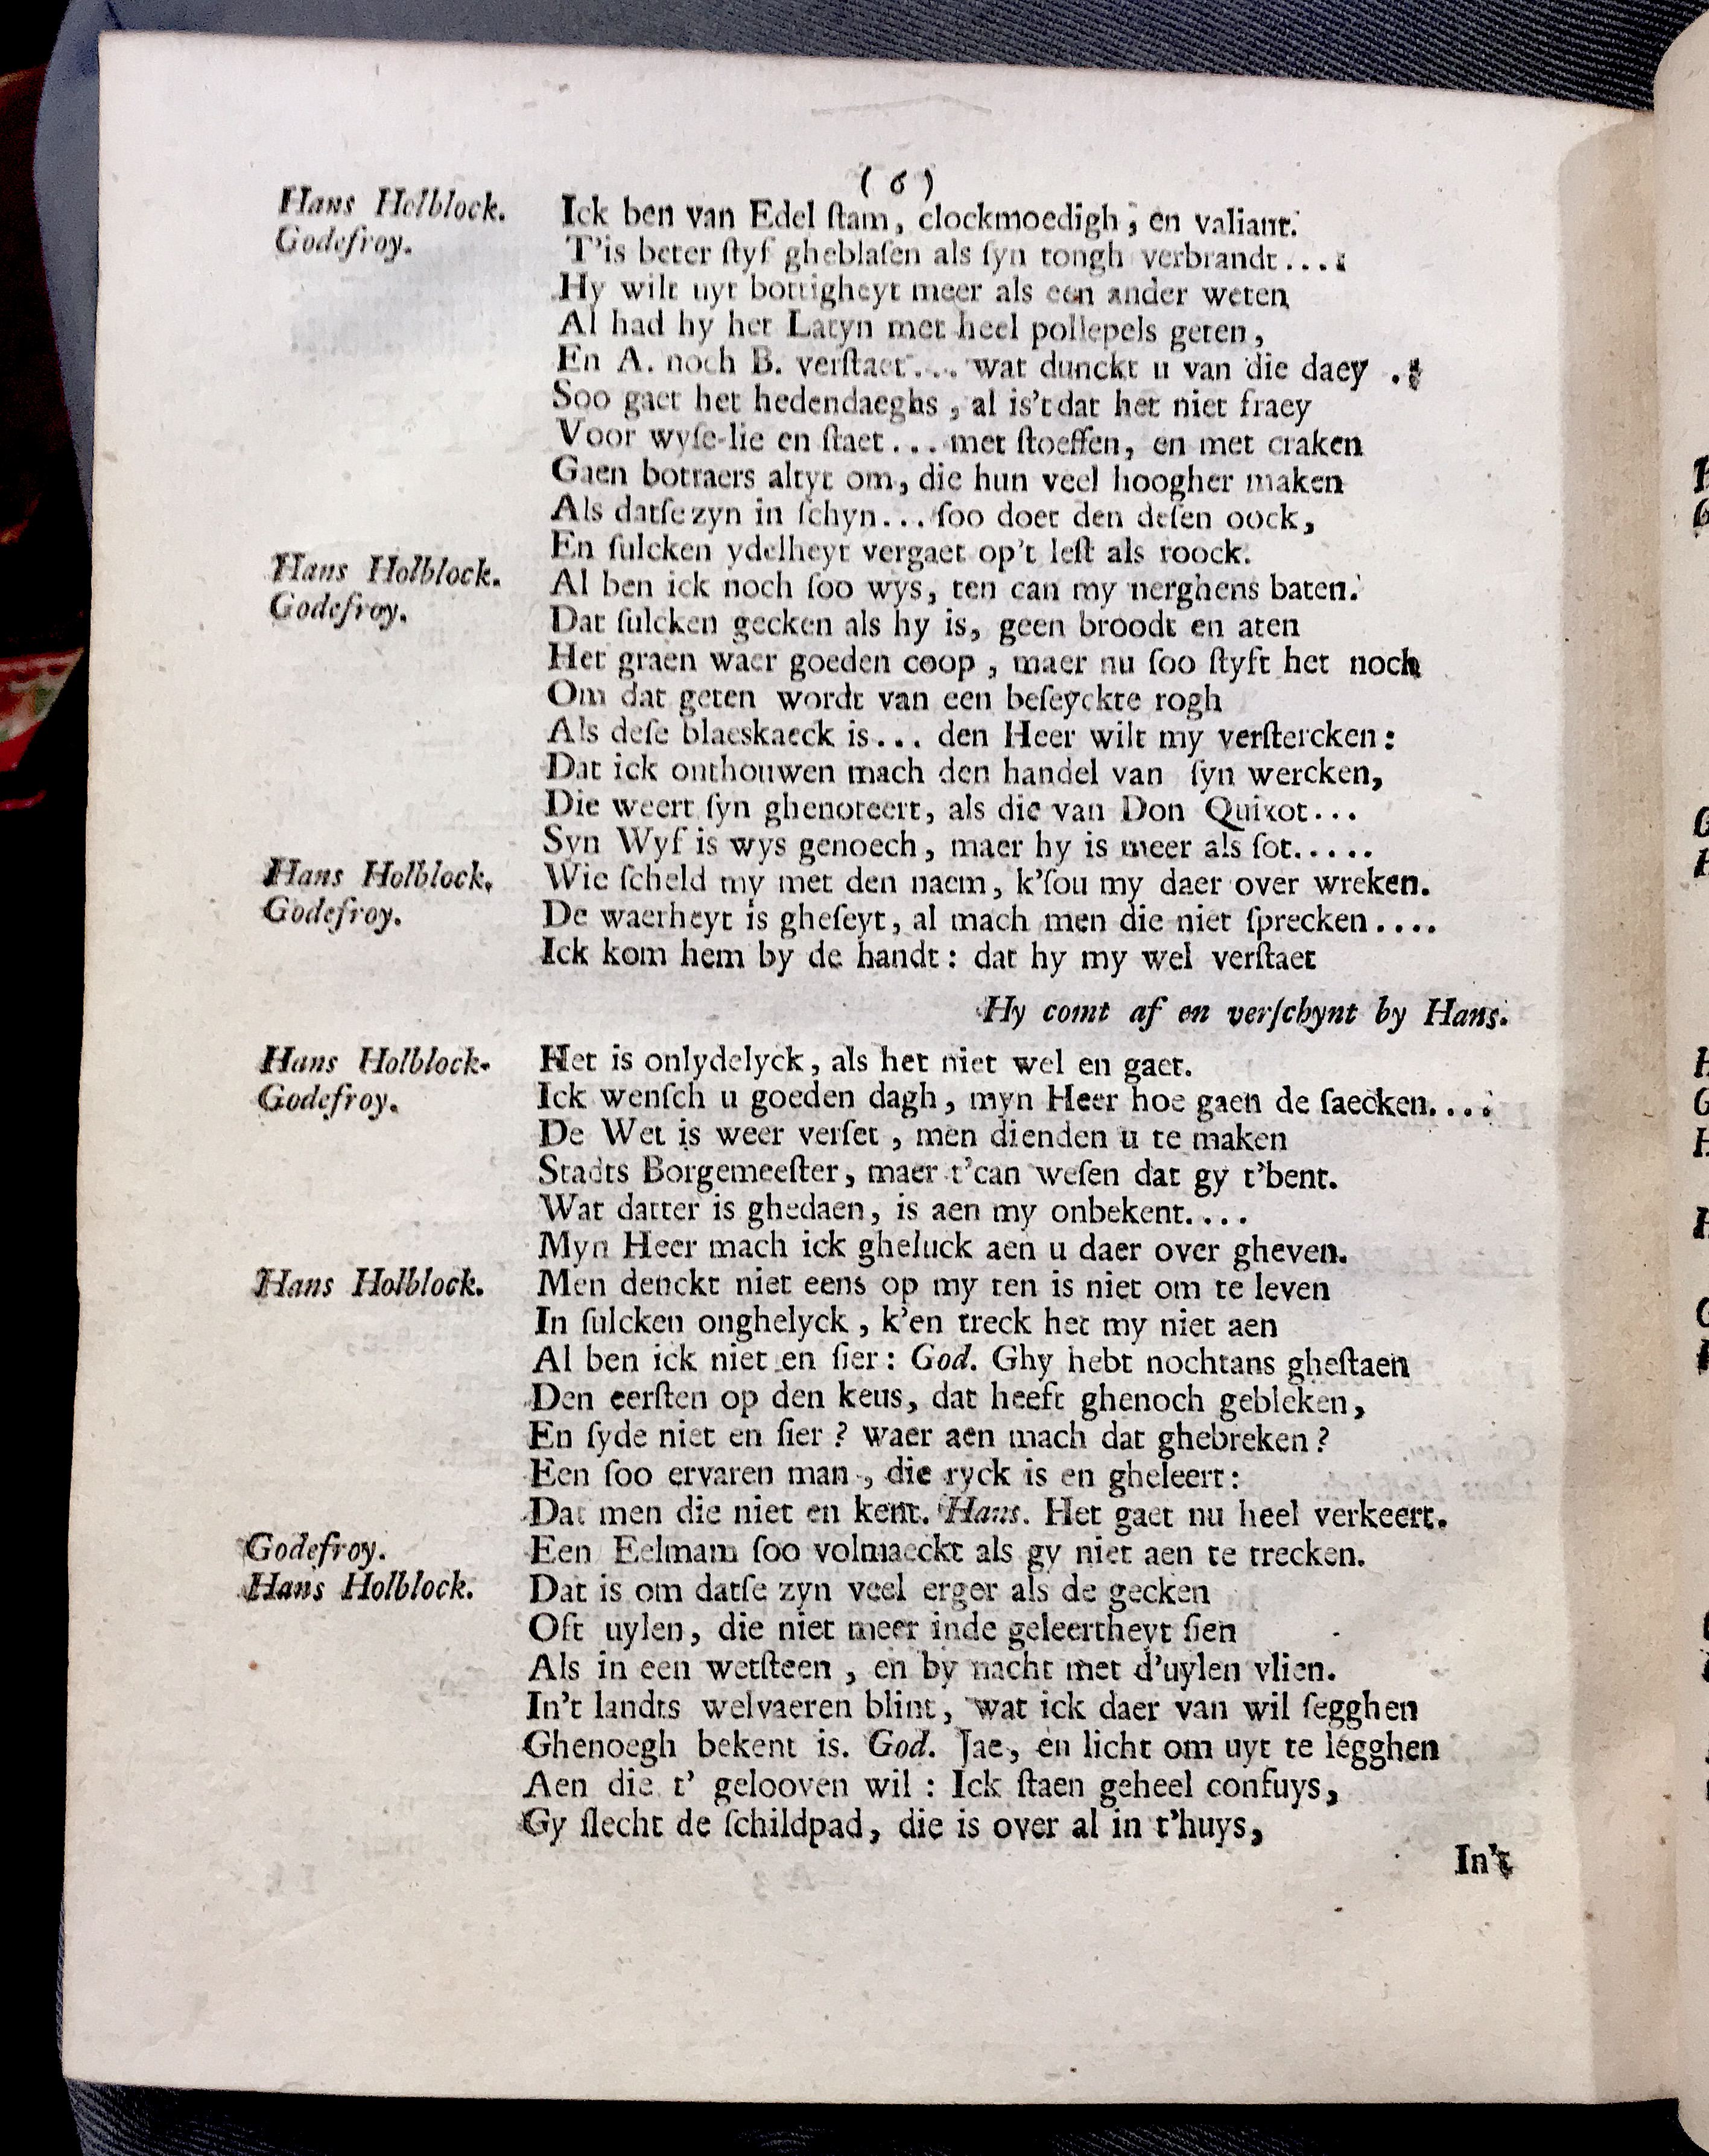 ( 6 )
Hans Holblock. Ick ben van Edel ſtam, clockmoedigh, en valiant.
Godefroy. T'is beter ſtyf gheblaſen als ſyn tongh verbrandt....
Hy wilt uyt bottigheyt meer als een ander weten
Al had hy het Latyn met heel pollepels geten,
En A. noch B. verſtaet... wat dunckt u van die daey ..
Soo gaet het hedendaeghs, al is't dat het niet fraey
Voor wyſe-lie en ſtaet... met ſtoeffen, en met craken
Gaen botraers altyt om, die hun veel hoogher maken
Als datſe zyn in ſchyn... ſoo doet den deſen oock,
En ſulcken ydelheyt vergaet op't leſt als roock.
Hans Holblock. Al ben ick noch ſoo wys, ten can my nerghens baten.
Godefroy. Dat ſulcken gecken als hy is, geen broodt en aten
Het graen waer goeden coop, maer nu ſoo ſtyft het noch
Om dat geten wordt van een beſeyckte rogh
Als deſe blaeskaeck is... den Heer wilt my verſtercken:
Dat ick onthouwen mach den handel van ſyn wercken,
Die weert ſyn ghenoteert, als die van Don Quixot...
Syn Wyf is wys genoech, maer hy is meer als ſot.....
Hans Holblock, Wie ſcheld my met den naem, k'ſou my daer over wreken.
Godefroy. De waerheyt is gheſeyt, al mach men die niet ſprecken....
Ick kom hem by de handt: dat hy my wel verſtaet
Hy comt af en verſchynt by Hans.
Hans Holblock. Het is onlydelyck, als het niet wel en gaet.
Godefroy. Ick wenſch u goeden dagh, myn Heer hoe gaen de ſaecken....
De Wet is weer verſet, men dienden u te maken
Stadts Borgemeeſter, maer t'can weſen dat gy t'bent.
Wat datter is ghedaen, is aen my onbekent....
Myn Heer mach ick gheluck aen u daer over gheven.
Hans Holblock. Men denckt niet eens op my ten is niet om te leven
In ſulcken onghelyck, k'en treck het my niet aen
Al ben ick niet en ſier: God. Ghy hebt nochtans gheſtaen
Den eerſten op den keus, dat heeft ghenoch gebleken,
En ſyde niet en ſier? waer aen mach dat ghebreken?
Een ſoo ervaren man, die ryck is en gheleert:
Dat men die niet en kent. Hans. Het gaet nu heel verkeert.
Godefroy. Een Eelmam ſoo volmaeckt als gy niet aen te trecken.
Hans Holblock. Dat is om datſe zyn veel erger als de gecken
Oft uylen, die niet meer inde geleertheyt ſien
Als in een wetſteen, en by nacht met d'uylen vlien.
In't landts welvaeren blint, wat ick daer van wil ſegghen
Ghenoegh bekent is. God. Jae, en licht om uyt te legghen
Aen die t' gelooven wil: Ick ſtaen geheel confuys,
Gy ſlecht de ſchildpad, die is over al in t'huys,
In't